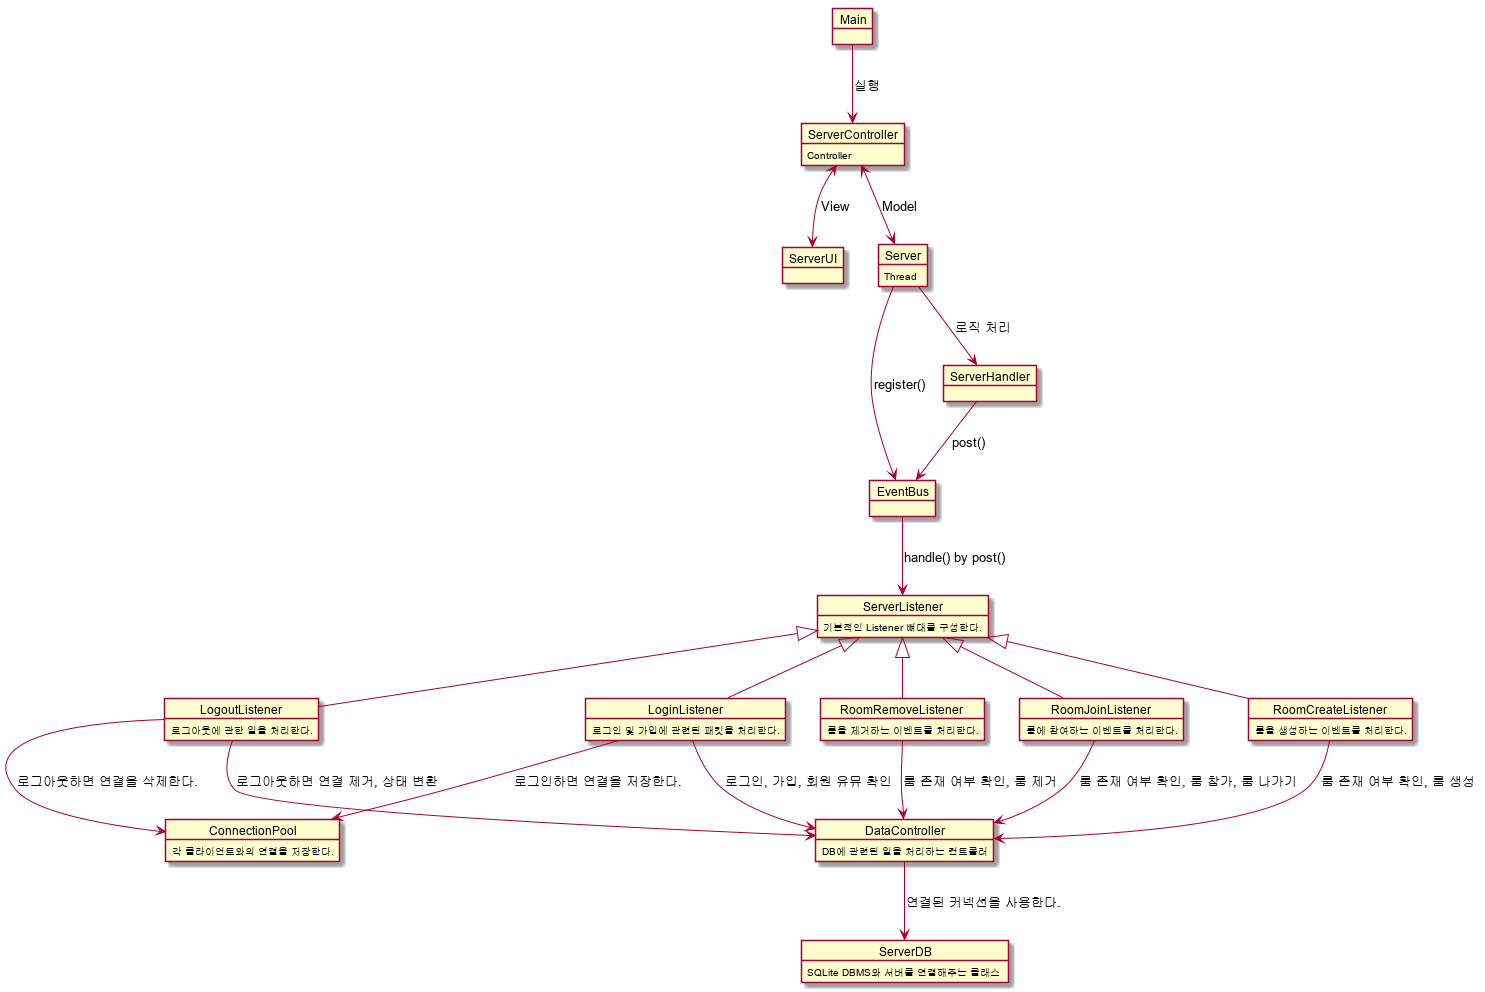 Main
실행
ServerController
Controller
View
Model
ServerUI
Server
Thread
로직 처리
ServerHandler
register()
post()
EventBus
handle() by post()
ServerListener
기본적인 Listener 뼈대를 구성한다.
LogoutListener
로그아웃에 관한 일을 처리한다.
LoginListener
로그인 및 가입에 관련된 패킷을 처리한다.
RoomRemoveListener
룸을 제거하는 이벤트를 처리한다.
RoomJoinListener
룸에 참여하는 이벤트를 처리한다.
RoomCreateListener
룸을 생성하는 이벤트를 처리한다.
로그아웃하면 연결을 삭제한다.
로그아웃하면 연결 제거, 상태 변환
로그인하면 연결을 저장한다.
로그인, 가입, 회원 유뮤 확인
룸 존재 여부 확인, 룸 제거
룸 존재 여부 확인, 룸 참가, 룸 나가기
룸 존재 여부 확인, 룸 생성
ConnectionPool
각 클라이언트와의 연결을 저장한다.
DataController
DB에 관련된 일을 처리하는 컨트롤러
연결된 커넥션을 사용한다.
ServerDB
SQLite DBMS와 서버를 연결해주는 클래스